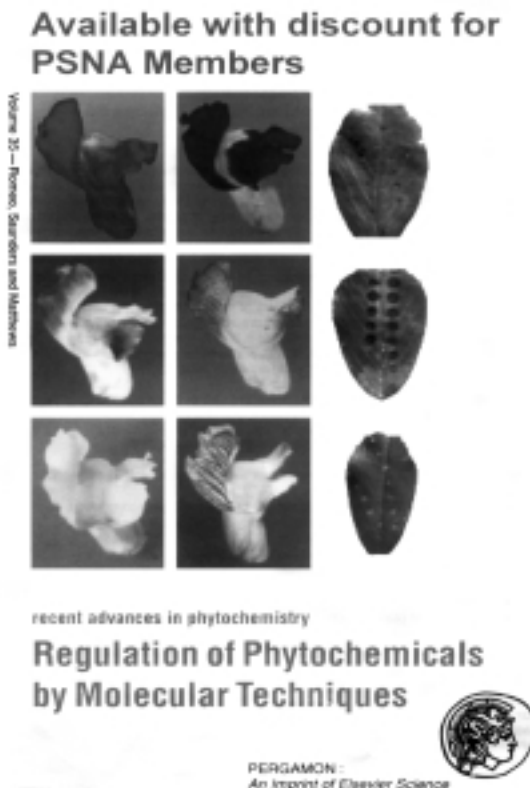 Available with discount for
PSNA Members
Volume 35 — Romeo, Saunders and Matthews
recent advances in phytochemistry
Regulation of Phytochemicals
by Molecular Techniques
PERGAMON :
An Imprint of Elsevier Science